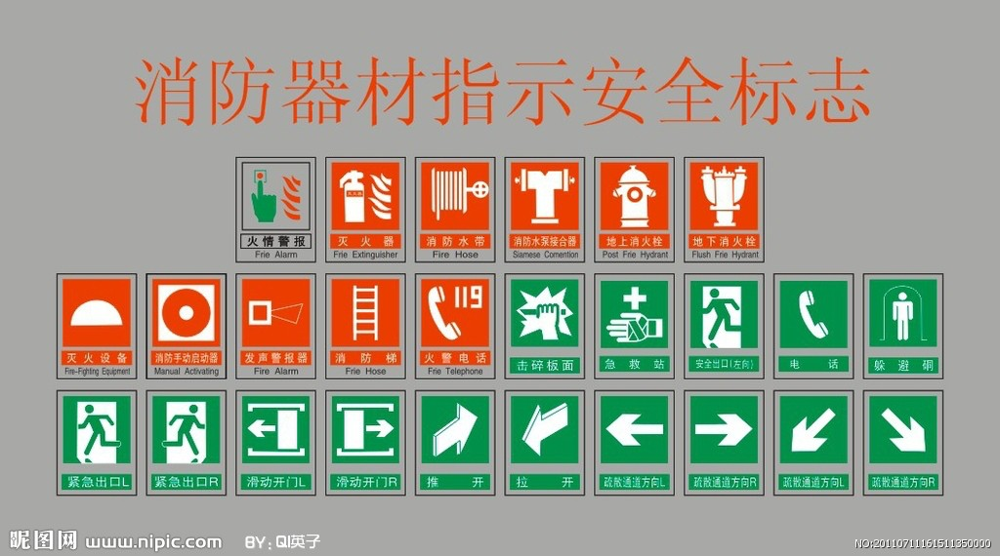 消防器材指示安全标志
火情警报
Frie Alarm
灭火器
Frie Extinguisher
消防水带
Fire Hose
消防水泵接合器
Siamese Comention
地上消火栓
Post Frie Hydrant
地下消火栓
Flush Frie Hydrant
灭火设备
Fire-Fighting Equipment
消防手动启动器
Manual Activating
发声警报器
Fire Alarm
消防梯
Frie Hose
119
火警电话
Frie Telephone
击碎板面
急救站
安全出口(左向)
电话
躲避硐
紧急出口L
紧急出口R
滑动开门L
滑动开门R
推开
拉开
疏散通道方向L
疏散通道方向R
疏散通道方向L
疏散通道方向R
昵图网 www.nipic.com BY:QI英子
NO:20110711161511350000